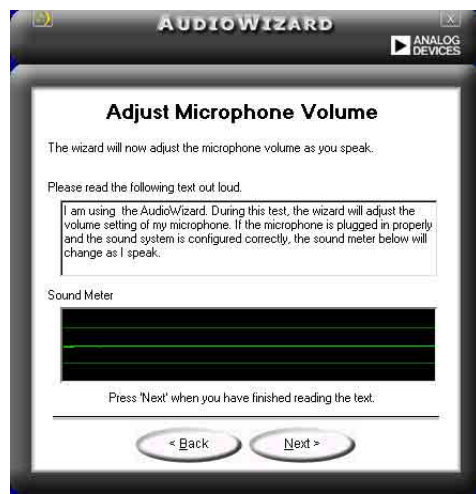 AUDIOWIZARD
X
ANALOG
DEVICES
Adjust Microphone Volume
The wizard will now adjust the microphone volume as you speak.
Please read the following text out loud.
I am using the AudioWizard. During this test, the wizard will adjust the
volume setting of my microphone. If the microphone is plugged in properly
and the sound system is configured correctly, the sound meter below will
change as I speak.
Sound Meter
Press 'Next' when you have finished reading the text.
< Back
Next >